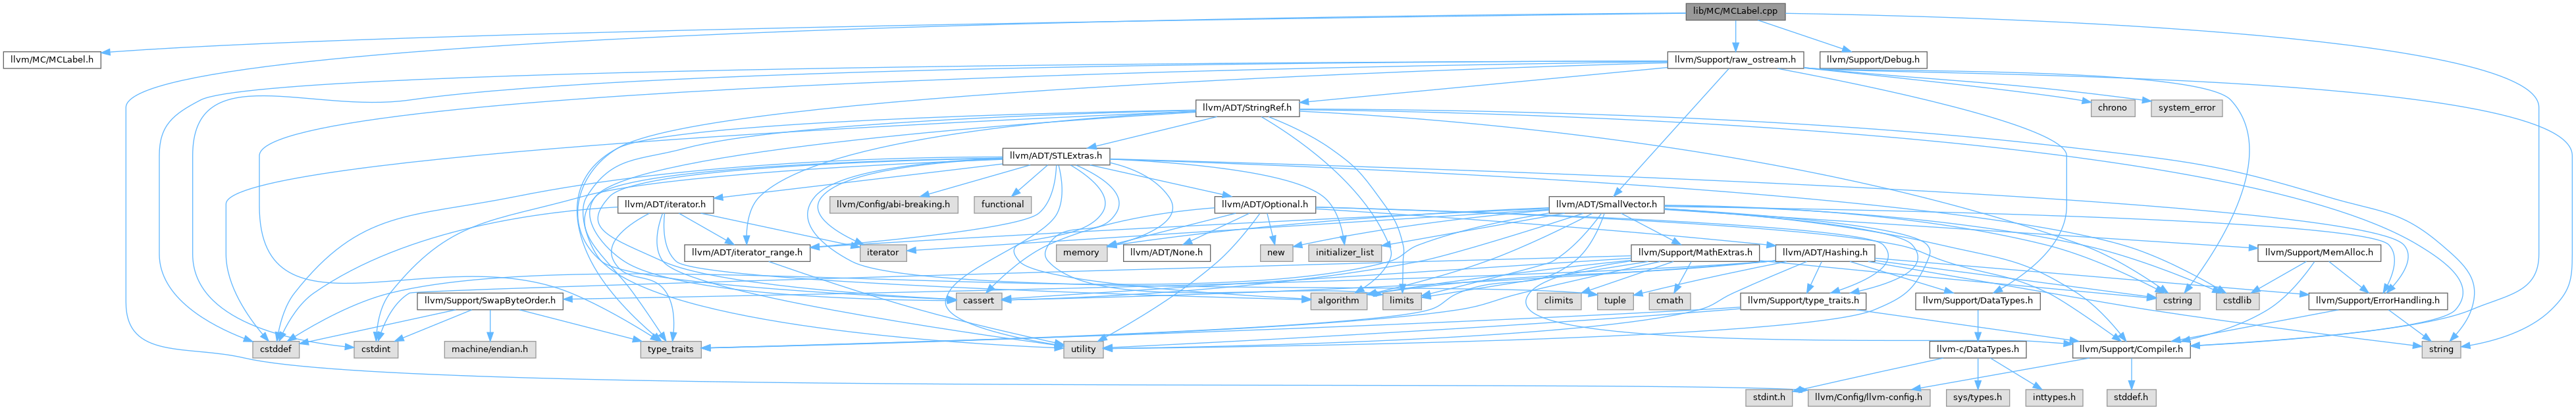 lib/MC/MCLabel.cpp
llvm/MC/MCLabel.h
llvm/Support/raw_ostream.h
llvm/Support/Debug.h
llvm/ADT/StringRef.h
chrono
system_error
llvm/ADT/STLExtras.h
llvm/ADT/iterator.h
llvm/Config/abi-breaking.h
functional
llvm/ADT/Optional.h
llvm/ADT/SmallVector.h
llvm/ADT/iterator_range.h
iterator
memory
llvm/ADT/None.h
new
initializer_list
llvm/Support/MathExtras.h
llvm/ADT/Hashing.h
llvm/Support/MemAlloc.h
llvm/Support/SwapByteOrder.h
cassert
algorithm
limits
climits
tuple
cmath
llvm/Support/type_traits.h
llvm/Support/DataTypes.h
cstring
cstdlib
llvm/Support/ErrorHandling.h
cstddef
cstdint
machine/endian.h
type_traits
utility
llvm-c/DataTypes.h
llvm/Support/Compiler.h
string
stdint.h
llvm/Config/llvm-config.h
sys/types.h
inttypes.h
stddef.h